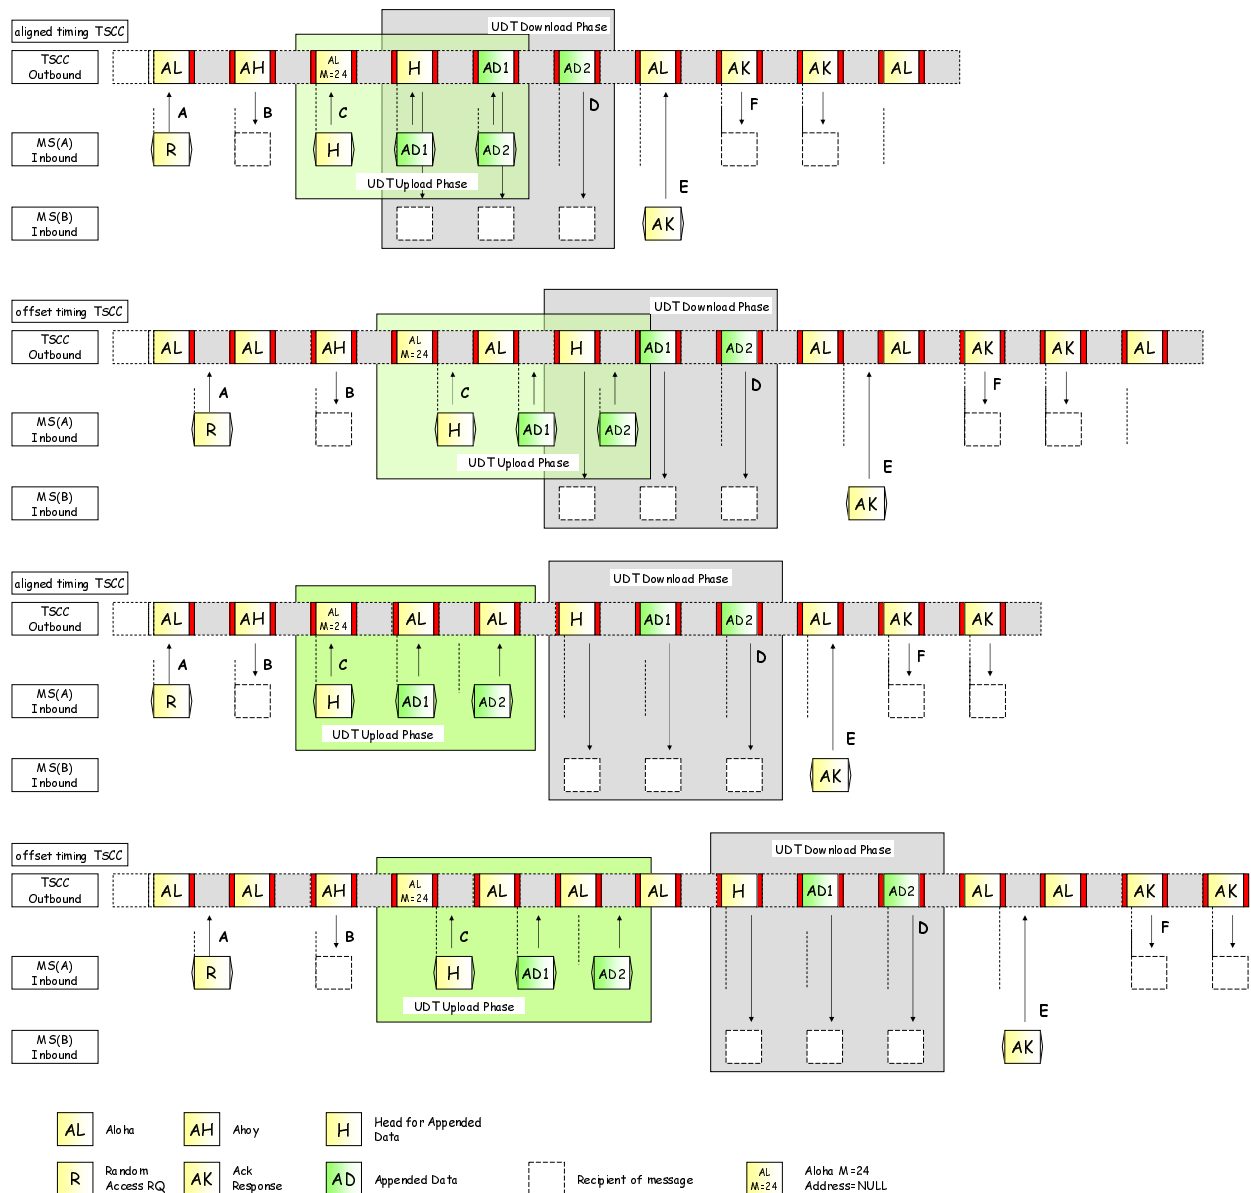 UDT Download Phase
aligned timing TSCC
TSCC
Outbound
AL
AH
AL
M=24
H
AD1
AD2
AL
AK
AK
AL
A
B
C
D
F
MS(A)
Inbound
R
H
AD1
AD2
UDT Upload Phase
E
MS(B)
Inbound
AK
UDT Download Phase
offset timing TSCC
TSCC
Outbound
AL
AL
AH
AL
M=24
AL
H
AD1
AD2
AL
AL
AK
AK
AL
A
B
C
D
F
MS(A)
Inbound
R
H
AD1
AD2
UDT Upload Phase
E
MS(B)
Inbound
AK
UDT Download Phase
aligned timing TSCC
TSCC
Outbound
AL
AH
AL
M=24
AL
AL
H
AD1
AD2
AL
AK
AK
A
B
C
D
F
MS(A)
Inbound
R
H
AD1
AD2
UDT Upload Phase
E
MS(B)
Inbound
AK
UDT Download Phase
offset timing TSCC
TSCC
Outbound
AL
AL
AH
AL
M=24
AL
AL
AL
H
AD1
AD2
AL
AL
AK
AK
A
B
C
D
F
MS(A)
Inbound
R
H
AD1
AD2
UDT Upload Phase
E
MS(B)
Inbound
AK
AL
Aloha
AH
Ahoy
H
Head for Appended
Data
R
Random
Access RQ
AK
Ack
Response
AD
Appended Data
Recipient of message
AL
M=24
Aloha M=24
Address=NULL